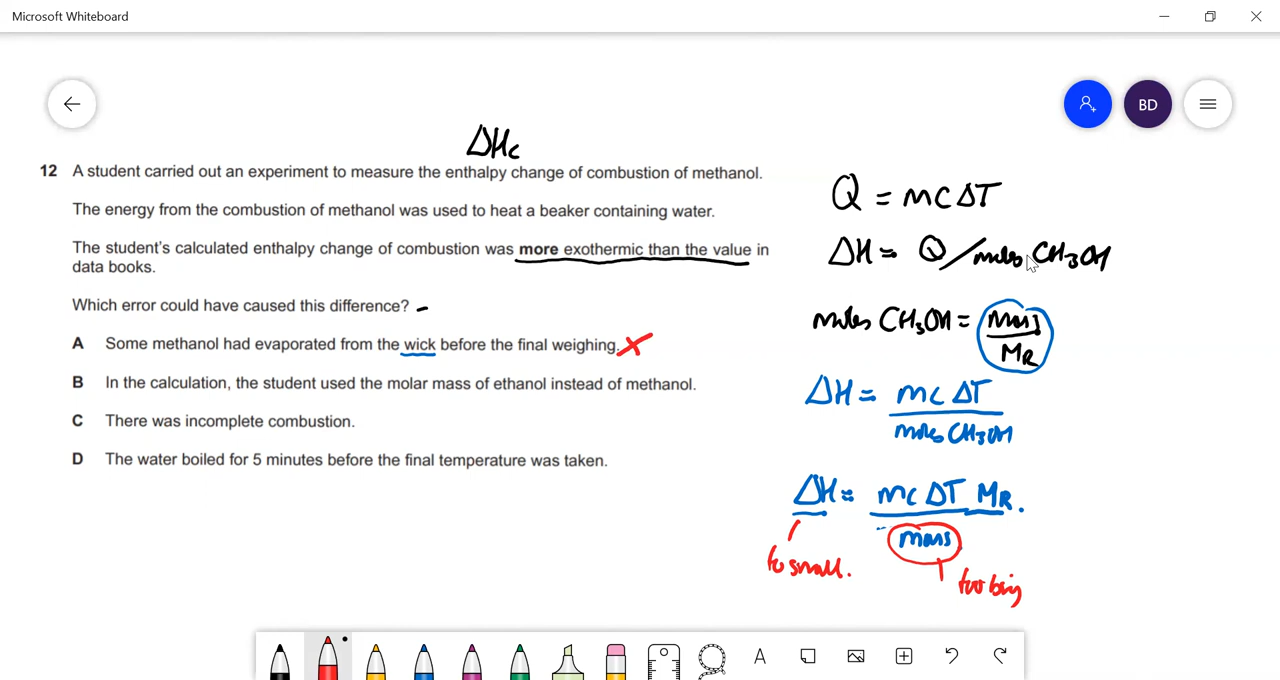 Microsoft Whiteboard
BD
ΔHc
12 A student carried out an experiment to measure the enthalpy change of combustion of methanol.
The energy from the combustion of methanol was used to heat a beaker containing water.
The student's calculated enthalpy change of combustion was more exothermic than the value in
data books.
Which error could have caused this difference?
A Some methanol had evaporated from the wick before the final weighing.
B In the calculation, the student used the molar mass of ethanol instead of methanol.
C There was incomplete combustion.
D The water boiled for 5 minutes before the final temperature was taken.
Q = mcΔT
ΔH = Q/moles CH3OH
moles CH3OH = mass
MR
ΔH = mcΔT
moles CH3OH
ΔH = mcΔT MR.
mass
to small.
too big
A